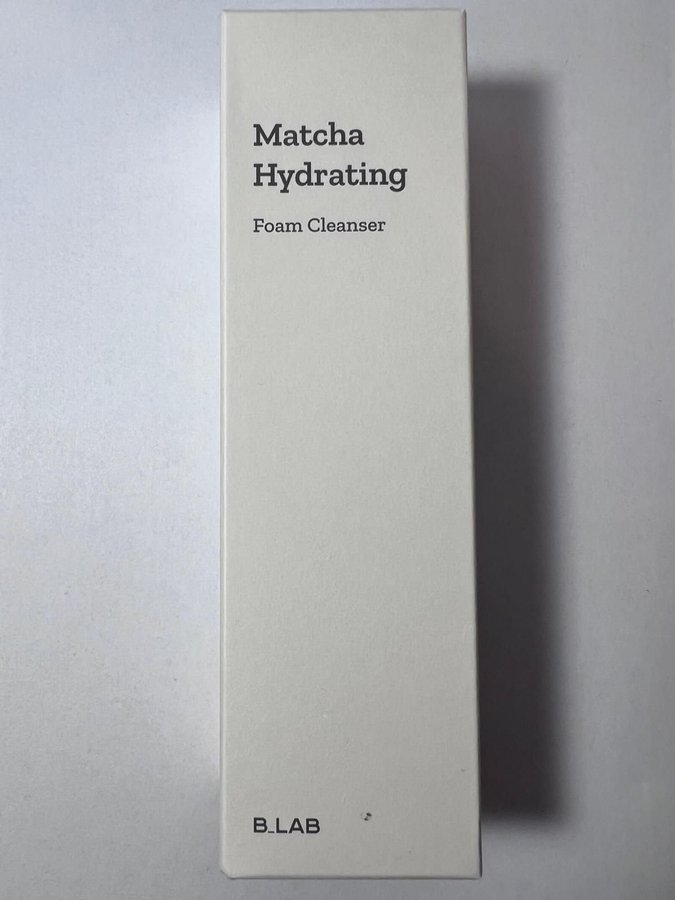 Matcha
Hydrating
Foam Cleanser
B_LAB